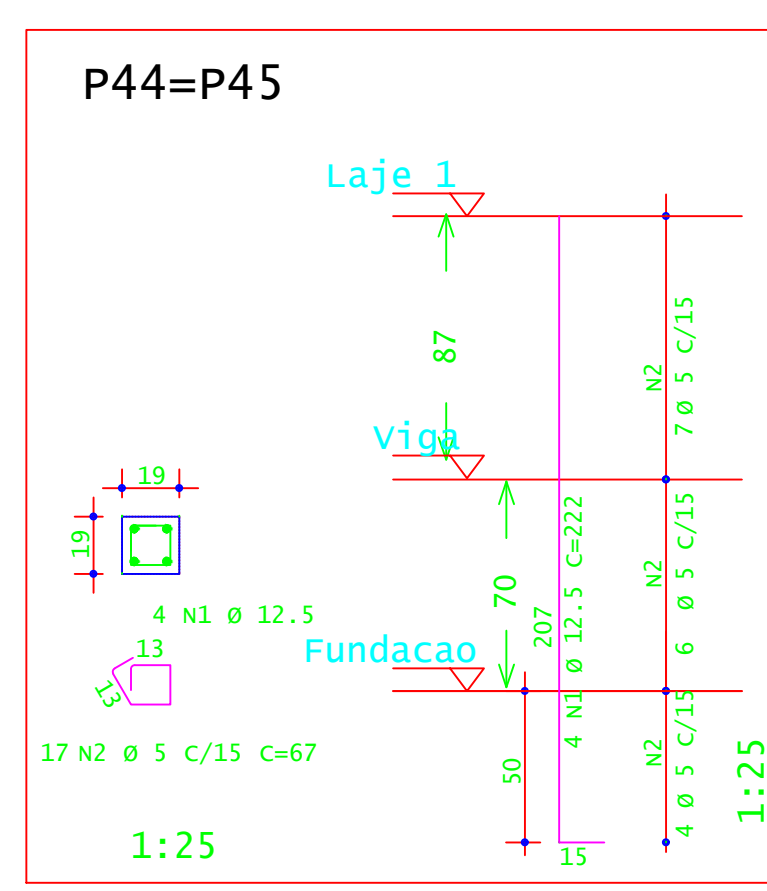 P44=P45
Laje 1
87
N2
7 Ø 5 C/15
Viga
19
19
4 N1 Ø 12.5
70
207
4 N1 Ø 12.5 C=222
N2
6 Ø 5 C/15
Fundacao
13
13
17 N2 Ø 5 C/15 C=67
50
15
N2
4 Ø 5 C/15
1:25
1:25